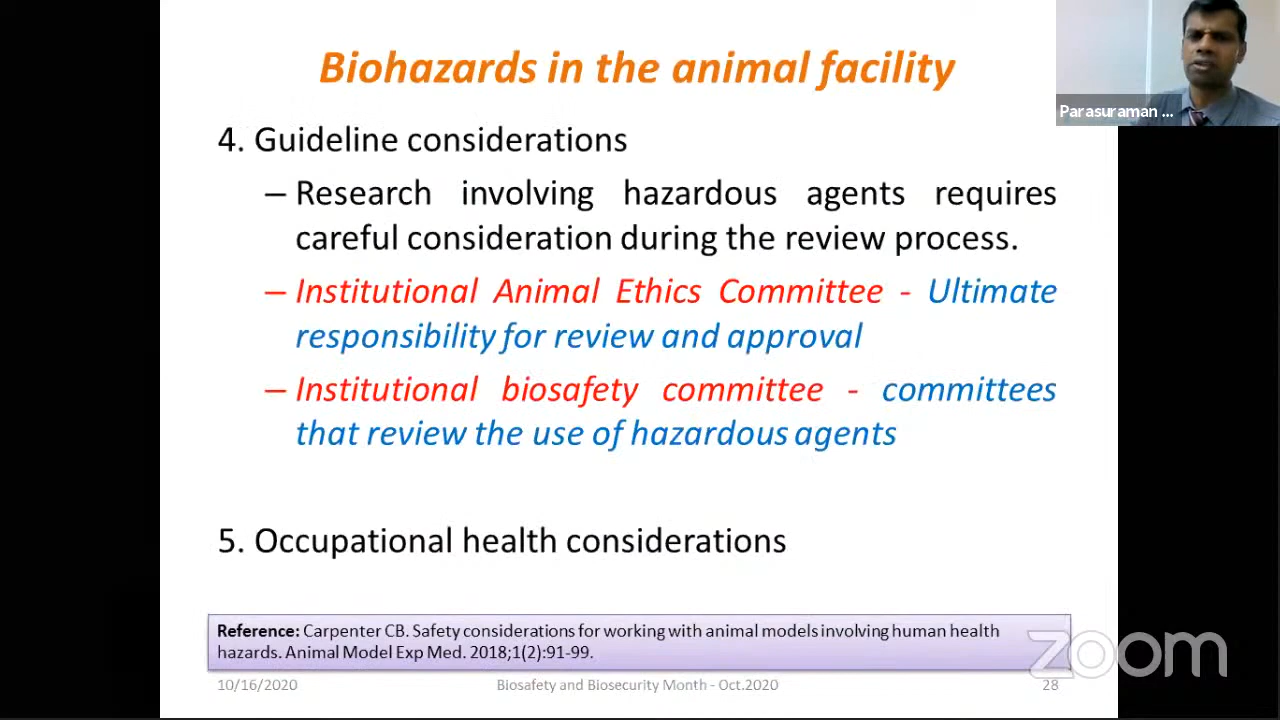 Biohazards in the animal facility
Parasuraman ...
4. Guideline considerations
– Research involving hazardous agents requires
careful consideration during the review process.
– Institutional Animal Ethics Committee - Ultimate
responsibility for review and approval
– Institutional biosafety committee - committees
that review the use of hazardous agents
5. Occupational health considerations
Reference: Carpenter CB. Safety considerations for working with animal models involving human health
hazards. Animal Model Exp Med. 2018;1(2):91-99.
zoom
10/16/2020 Biosafety and Biosecurity Month - Oct.2020 28